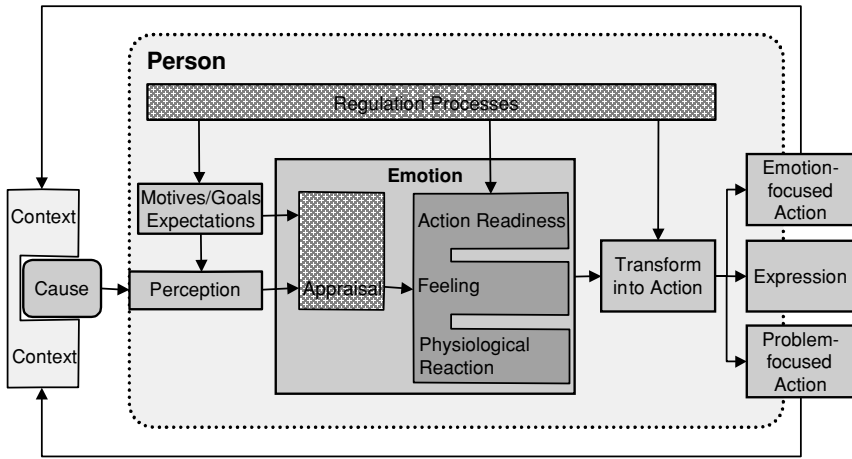 Person
Regulation Processes
Emotion
Motives/Goals
Expectations
Context
Cause
Context
Perception
Appraisal
Action Readiness
Feeling
Physiological
Reaction
Transform
into Action
Emotion-
focused
Action
Expression
Problem-
focused
Action